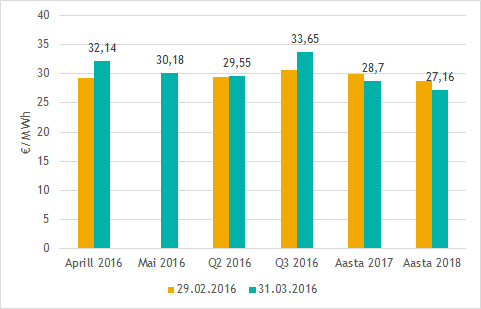 40
35
30
25
20
15
10
5
0
€/MWh
32,14
30,18
29,55
33,65
28,7
27,16
Aprill 2016
Mai 2016
Q2 2016
Q3 2016
Aasta 2017
Aasta 2018
29.02.2016
31.03.2016